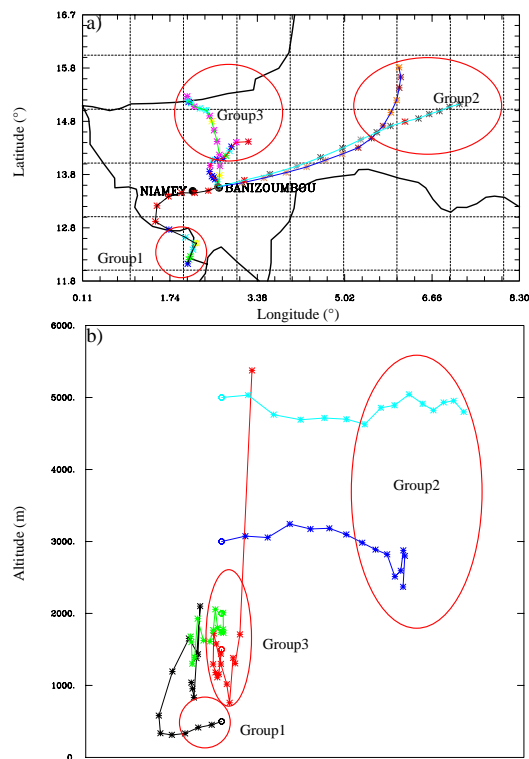 16.7
a)
15.8
Group3
Group2
14.8
Latitude (°)
13.8
NIAMEY
BANIZOUMBOU
12.8
Group1
11.8
0.11
1.74
3.38
5.02
6.66
8.30
Longitude (°)
6000.
b)
5000.
4000.
Group2
Altitude (m)
3000.
2000.
Group3
1000.
Group1
0.